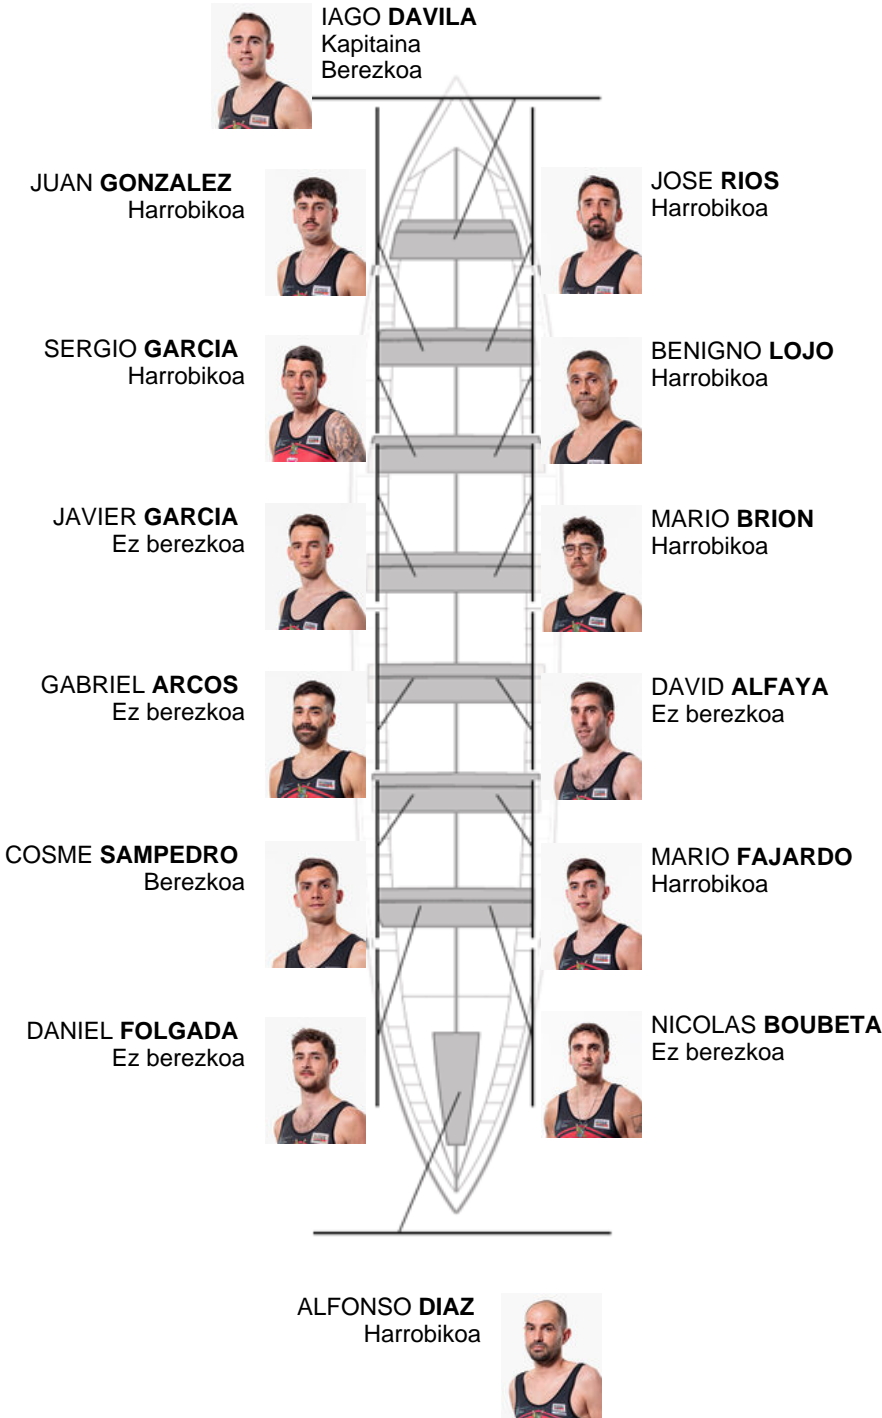 IAGO DAVILA
Kapitaina
Berezkoa
JUAN GONZALEZ
Harrobikoa
JOSE RIOS
Harrobikoa
SERGIO GARCIA
Harrobikoa
BENIGNO LOJO
Harrobikoa
JAVIER GARCIA
Ez berezkoa
MARIO BRION
Harrobikoa
GABRIEL ARCOS
Ez berezkoa
DAVID ALFAYA
Ez berezkoa
COSME SAMPEDRO
Berezkoa
MARIO FAJARDO
Harrobikoa
DANIEL FOLGADA
Ez berezkoa
NICOLAS BOUBETA
Ez berezkoa
ALFONSO DIAZ
Harrobikoa